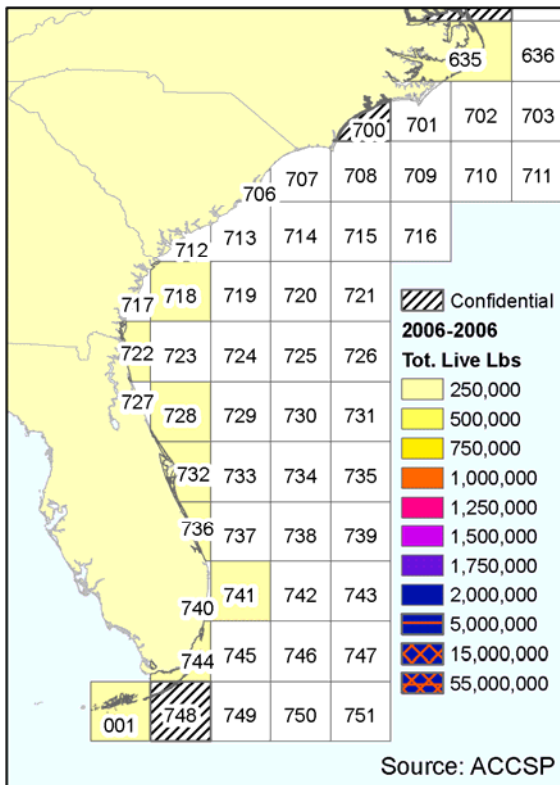 635 636
700 701 702 703
706 707 708 709 710 711
712 713 714 715 716
717 718 719 720 721
722 723 724 725 726
727 728 729 730 731
732 733 734 735
736 737 738 739
740 741 742 743
744 745 746 747
001 748 749 750 751
Confidential
2006-2006
Tot. Live Lbs
250,000
500,000
750,000
1,000,000
1,250,000
1,500,000
1,750,000
2,000,000
5,000,000
15,000,000
55,000,000
Source: ACCSP